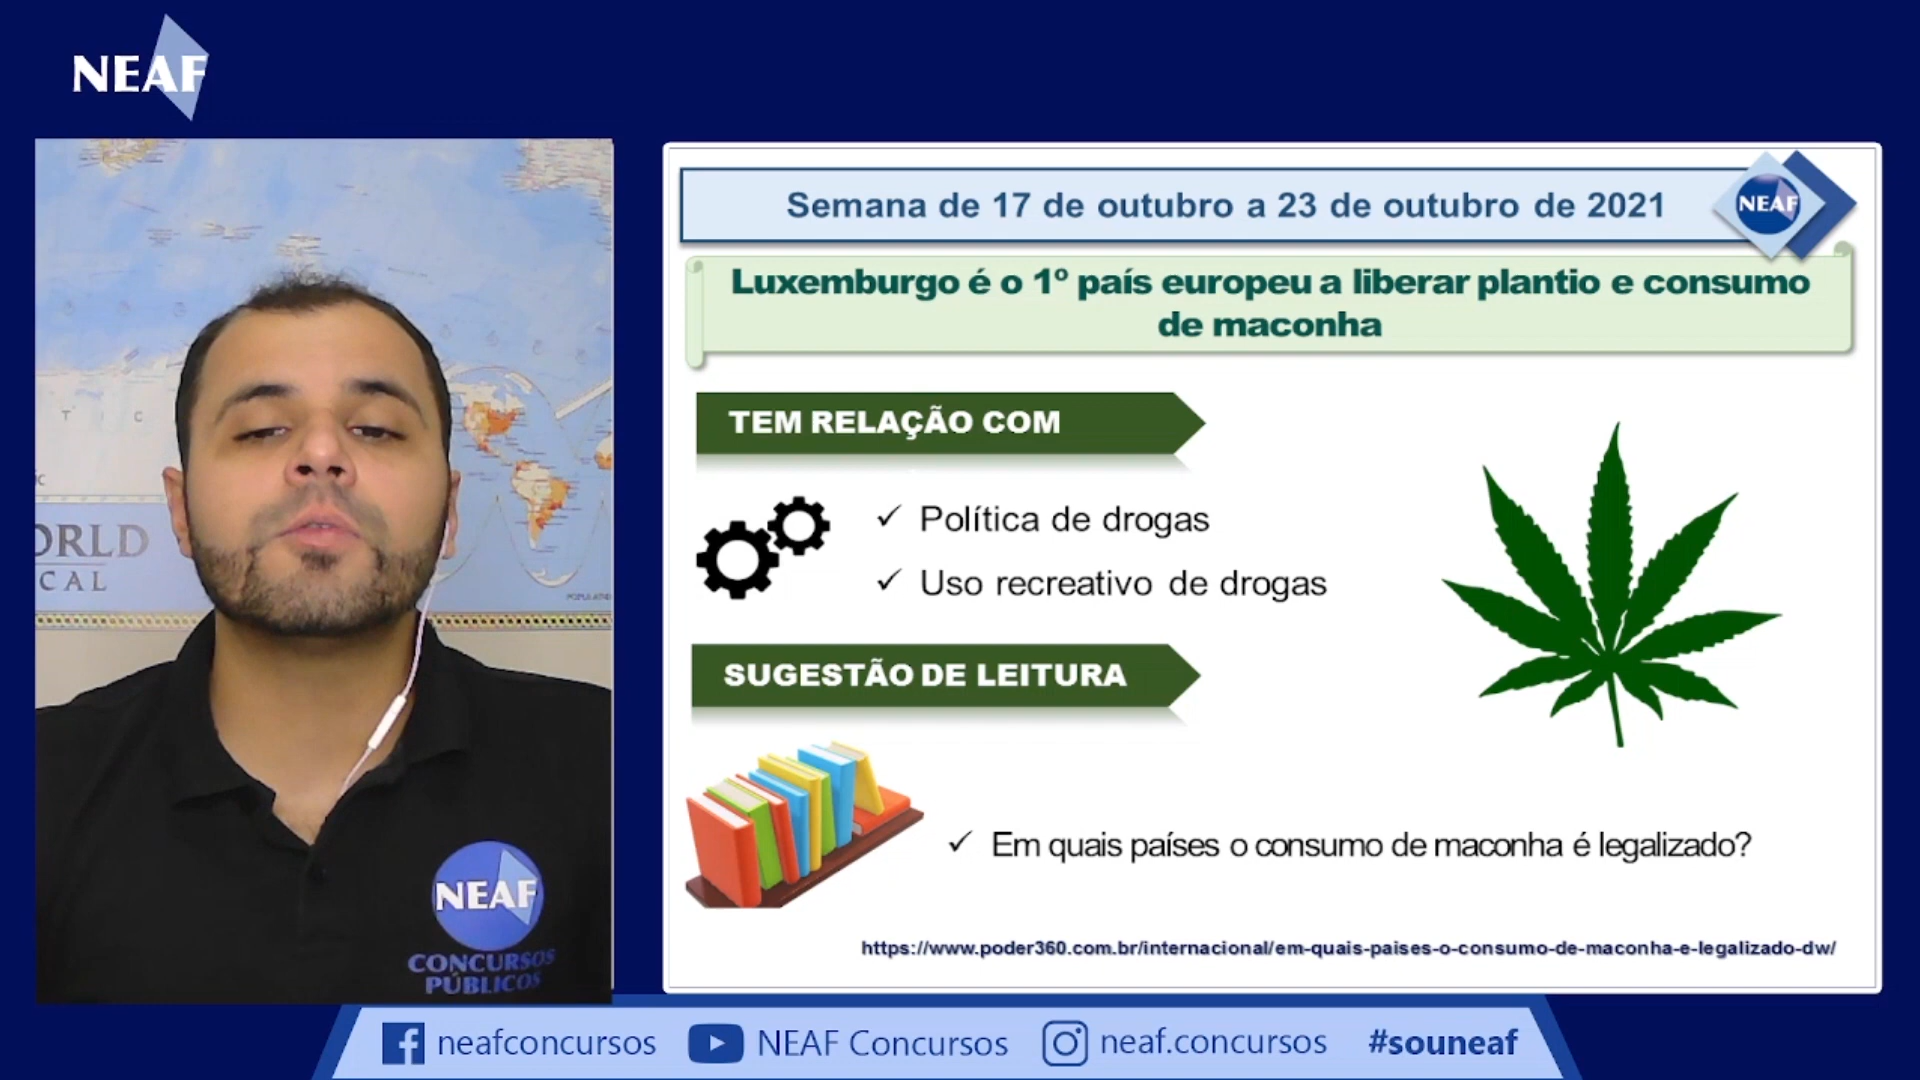 NEAF
Semana de 17 de outubro a 23 de outubro de 2021
NEAF
Luxemburgo é o 1º país europeu a liberar plantio e consumo
de maconha
TEM RELAÇÃO COM
✓ Política de drogas
✓ Uso recreativo de drogas
SUGESTÃO DE LEITURA
✓ Em quais países o consumo de maconha é legalizado?
https://www.poder360.com.br/internacional/em-quais-paises-o-consumo-de-maconha-e-legalizado-dw/
T I C
ORLD
CAL
NEAF
CONCURSOS
PÚBLICOS
neafconcursos
NEAF Concursos
neaf.concursos
#souneaf